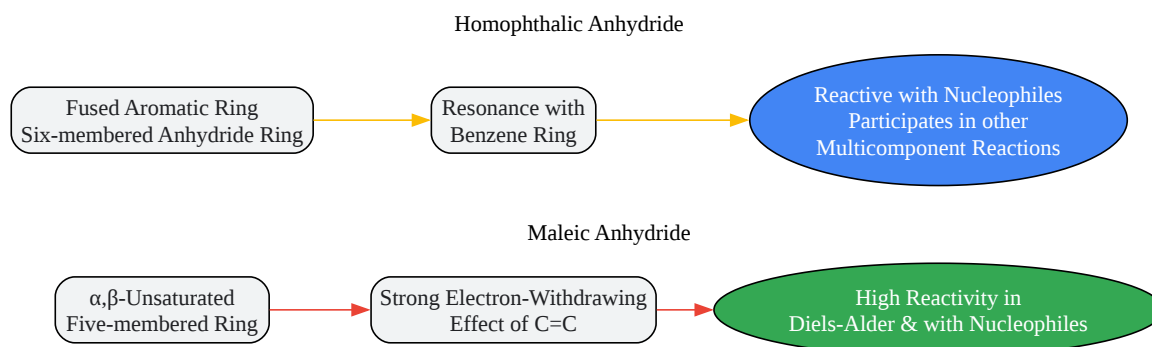 Homophthalic Anhydride
Fused Aromatic Ring
Six-membered Anhydride Ring
Resonance with
Benzene Ring
Reactive with Nucleophiles
Participates in other
Multicomponent Reactions
Maleic Anhydride
α,β-Unsaturated
Five-membered Ring
Strong Electron-Withdrawing
Effect of C=C
High Reactivity in
Diels-Alder & with Nucleophiles